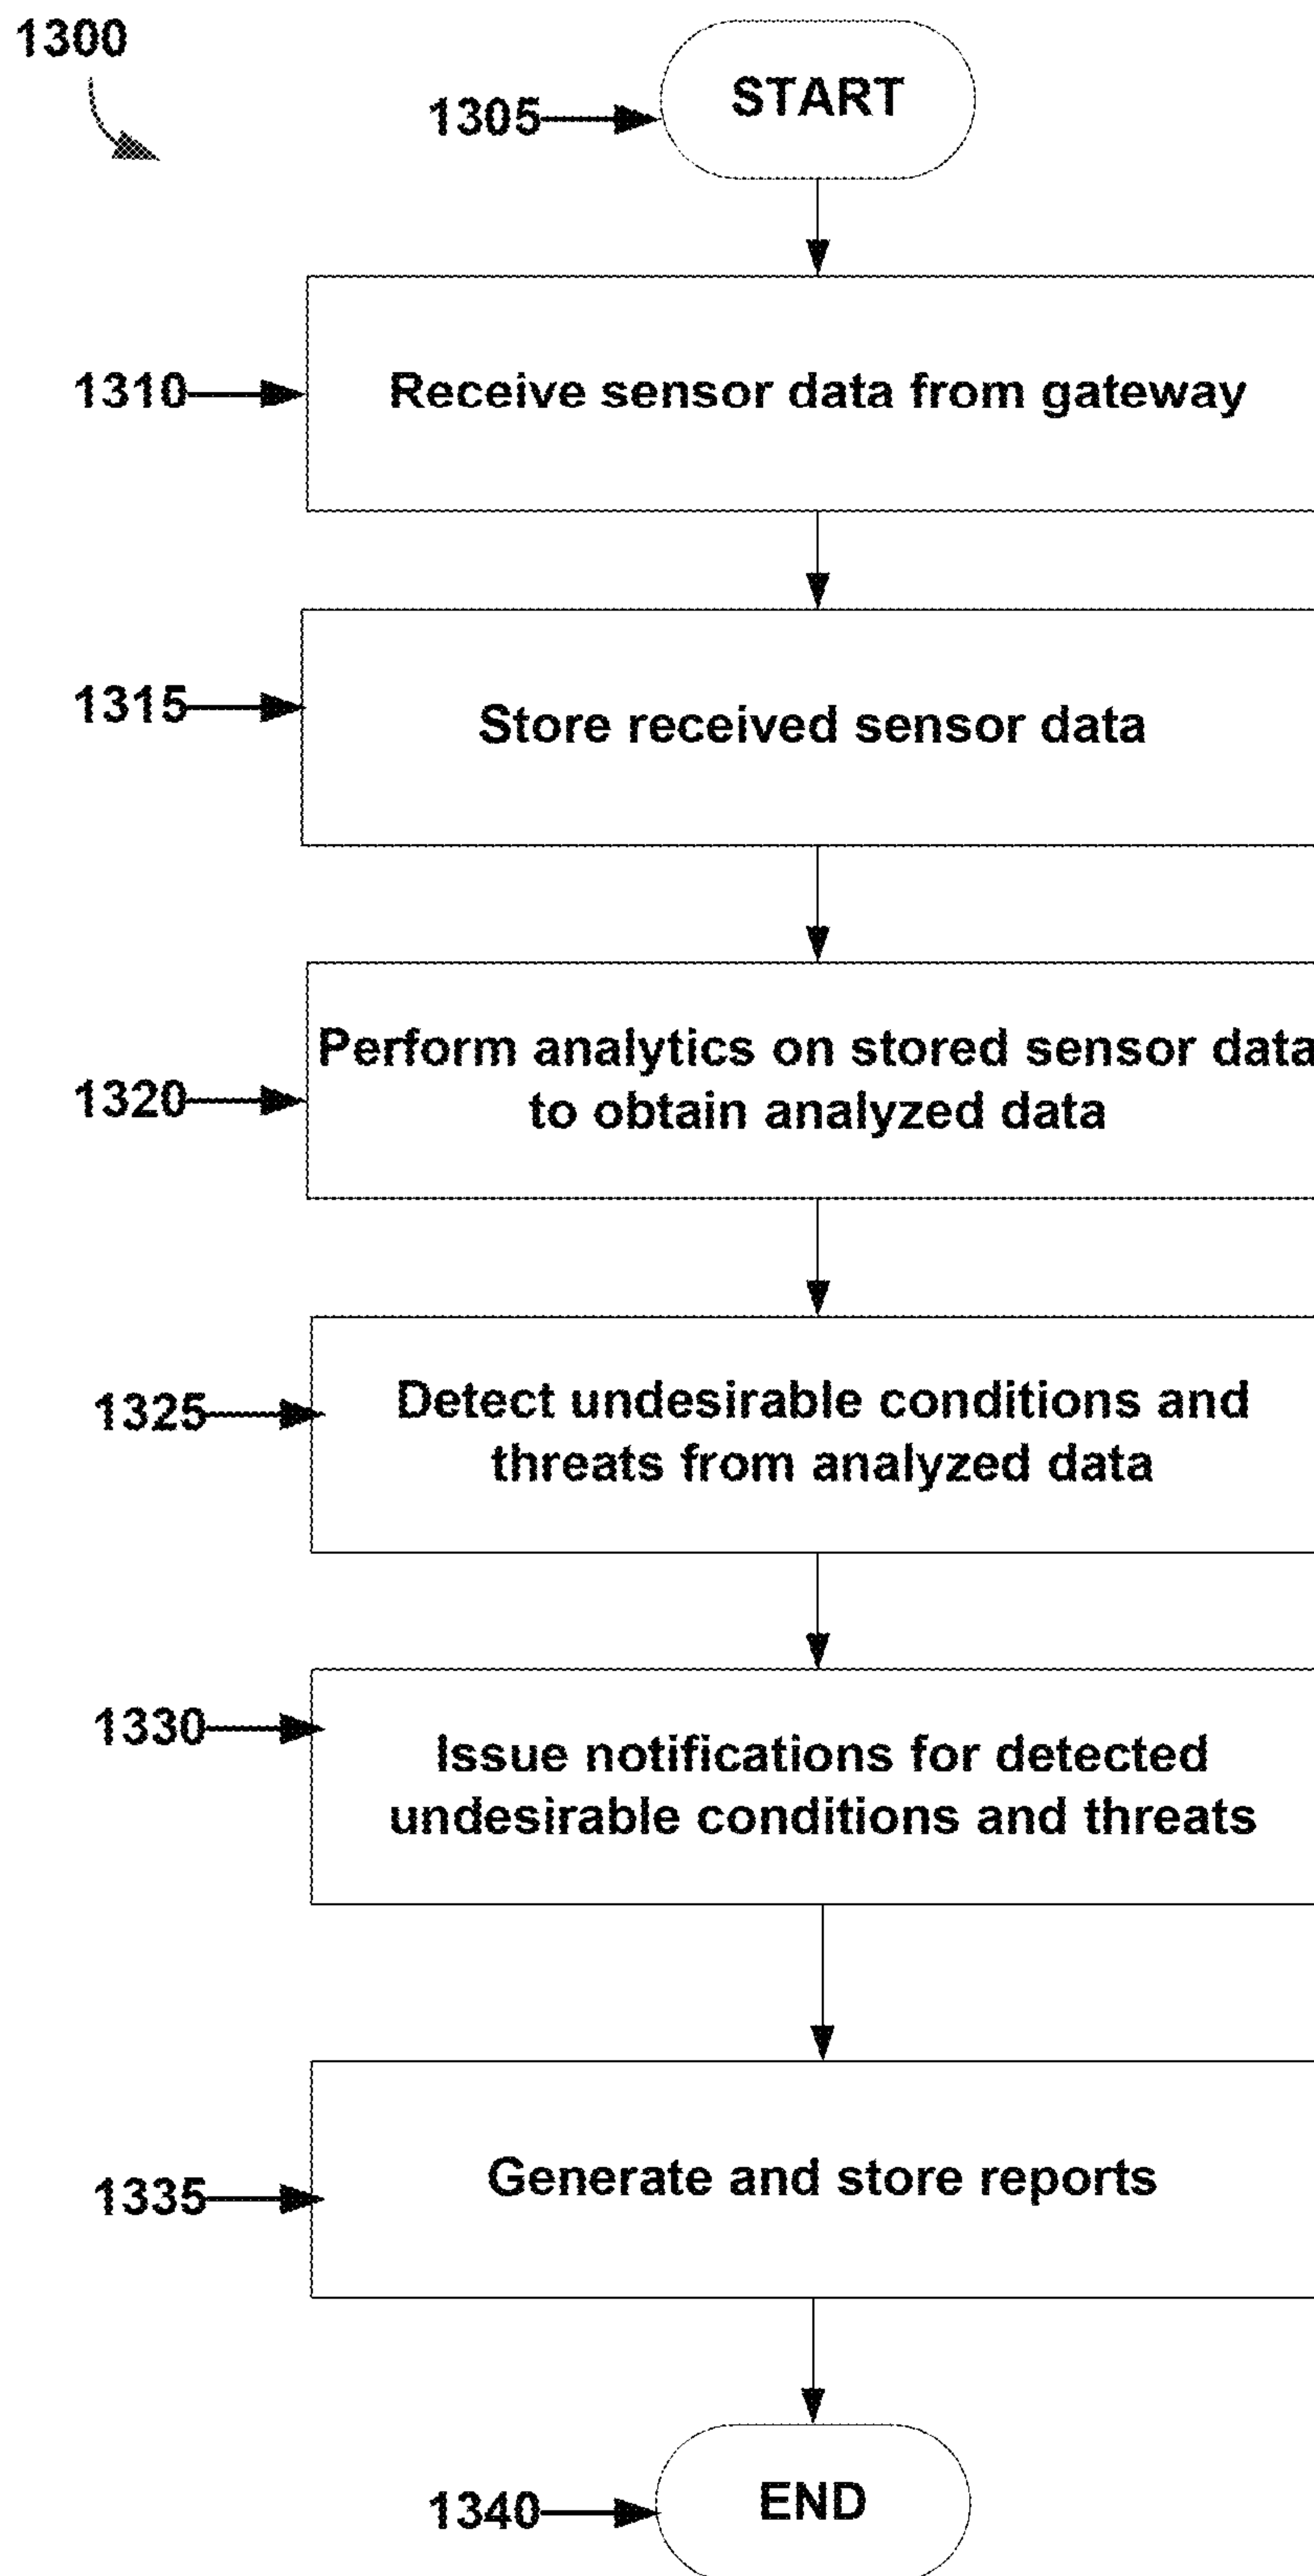 1300
START
1305
Receive sensor data from gateway
1310
Store received sensor data
1315
Perform analytics on stored sensor data
to obtain analyzed data
1320
Detect undesirable conditions and
threats from analyzed data
1325
Issue notifications for detected
undesirable conditions and threats
1330
Generate and store reports
1335
END
1340